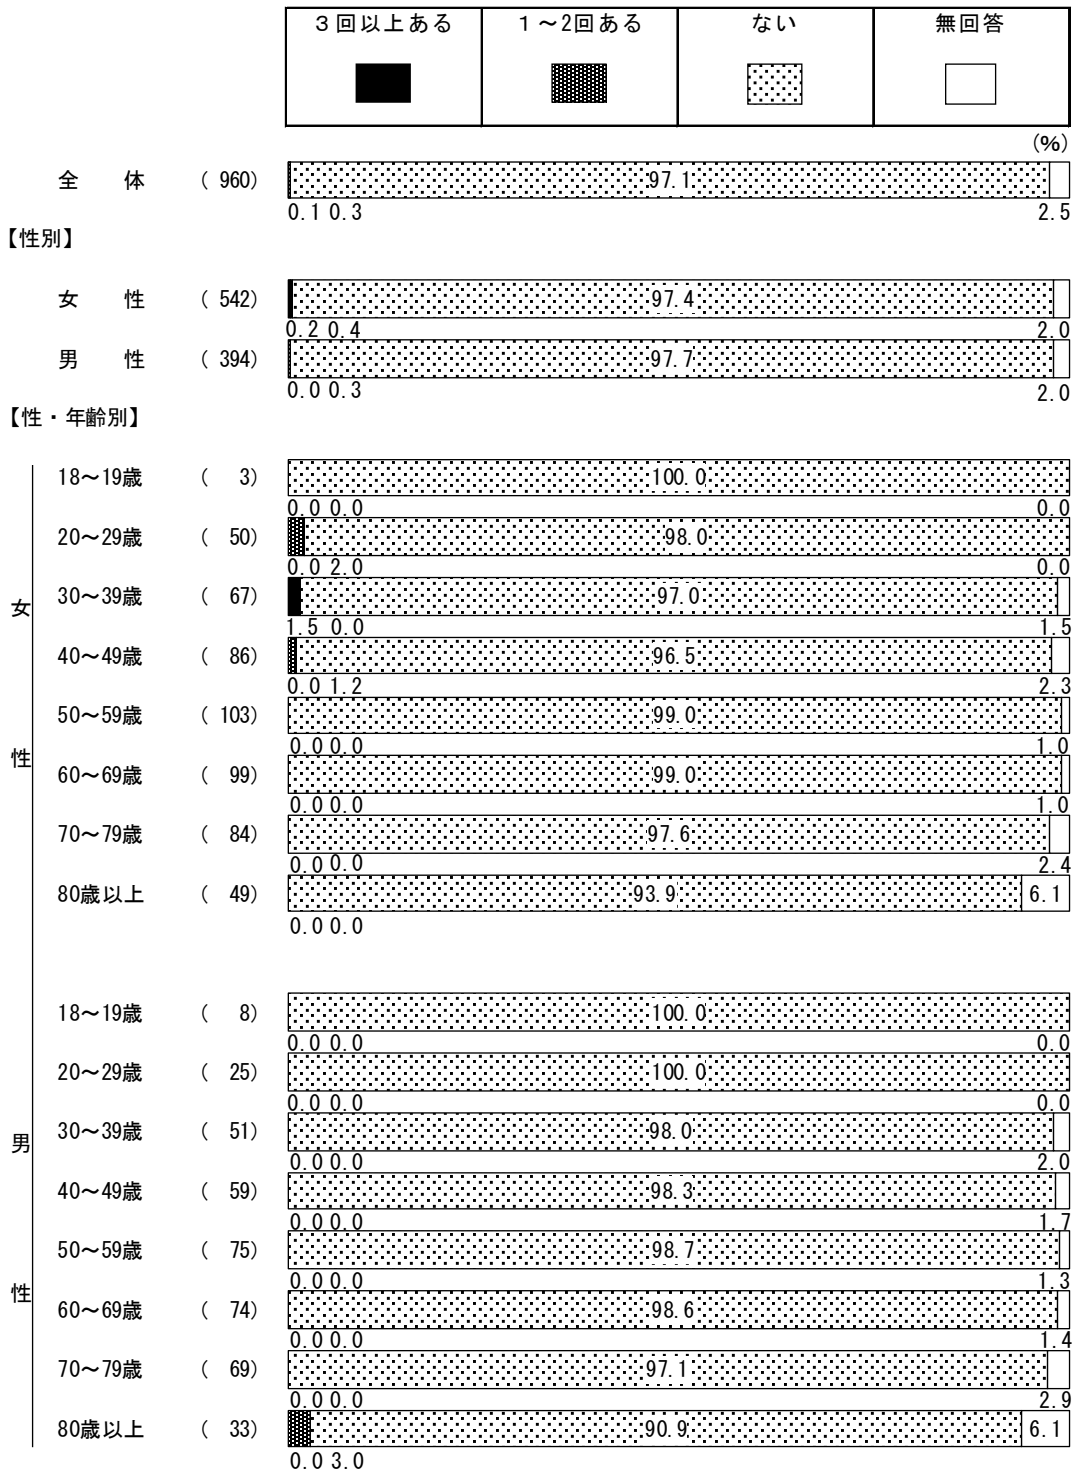 ３回以上ある １～2回ある ない 無回答
(%)
全 体 ( 960) 97.1
0.1 0.3 2.5
【性別】
女 性 ( 542) 97.4
0.2 0.4 2.0
男 性 ( 394) 97.7
0.0 0.3 2.0
【性・年齢別】
女性
18～19歳 ( 3) 100.0
0.0 0.0 0.0
20～29歳 ( 50) 98.0
0.0 2.0 0.0
30～39歳 ( 67) 97.0
1.5 0.0 1.5
40～49歳 ( 86) 96.5
0.0 1.2 2.3
50～59歳 ( 103) 99.0
0.0 0.0 1.0
60～69歳 ( 99) 99.0
0.0 0.0 1.0
70～79歳 ( 84) 97.6
0.0 0.0 2.4
80歳以上 ( 49) 93.9 6.1
0.0 0.0
男性
18～19歳 ( 8) 100.0
0.0 0.0 0.0
20～29歳 ( 25) 100.0
0.0 0.0 0.0
30～39歳 ( 51) 98.0
0.0 0.0 2.0
40～49歳 ( 59) 98.3
0.0 0.0 1.7
50～59歳 ( 75) 98.7
0.0 0.0 1.3
60～69歳 ( 74) 98.6
0.0 0.0 1.4
70～79歳 ( 69) 97.1
0.0 0.0 2.9
80歳以上 ( 33) 90.9 6.1
0.0 3.0